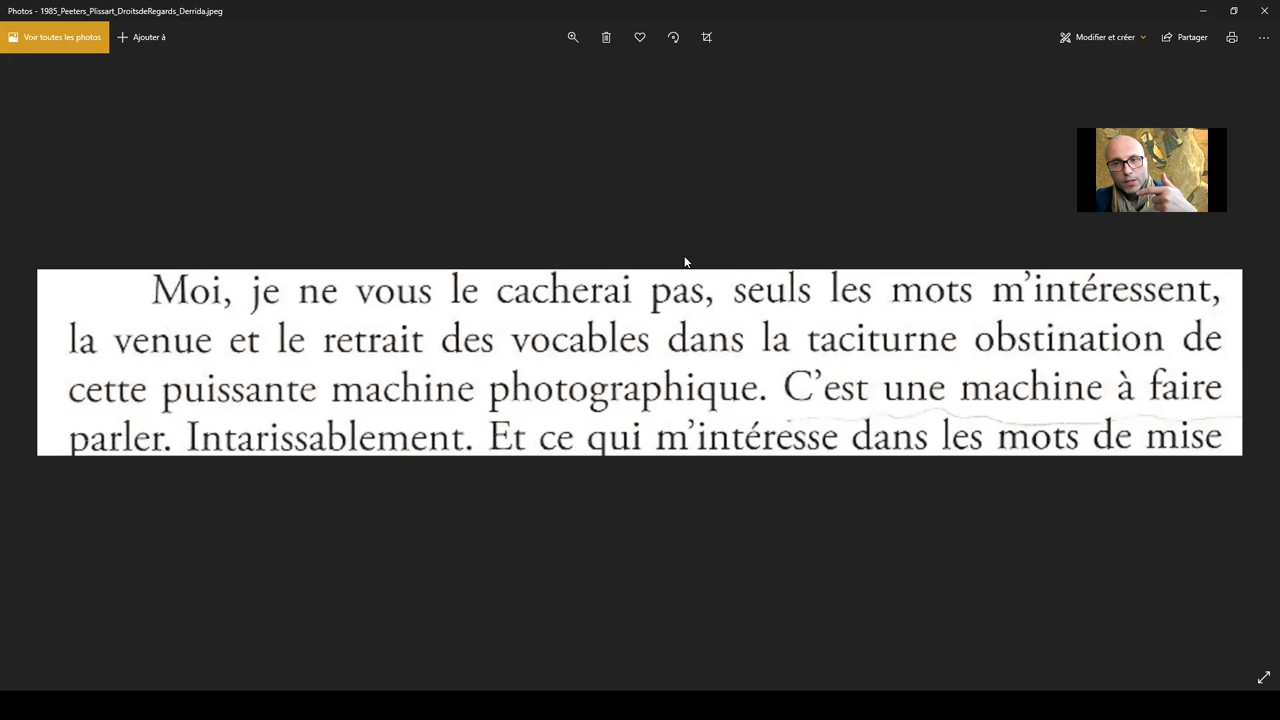 Photos - 1985_Peeters_Plissart_DroitsdeRegards_Derrida.jpeg
Voir toutes les photos
Ajouter à
Modifier et créer
Partager
Moi, je ne vous le cacherai pas, seuls les mots m'intéressent,
la venue et le retrait des vocables dans la taciturne obstination de
cette puissante machine photographique. C'est une machine à faire
parler. Intarissablement. Et ce qui m'intéresse dans les mots de mise